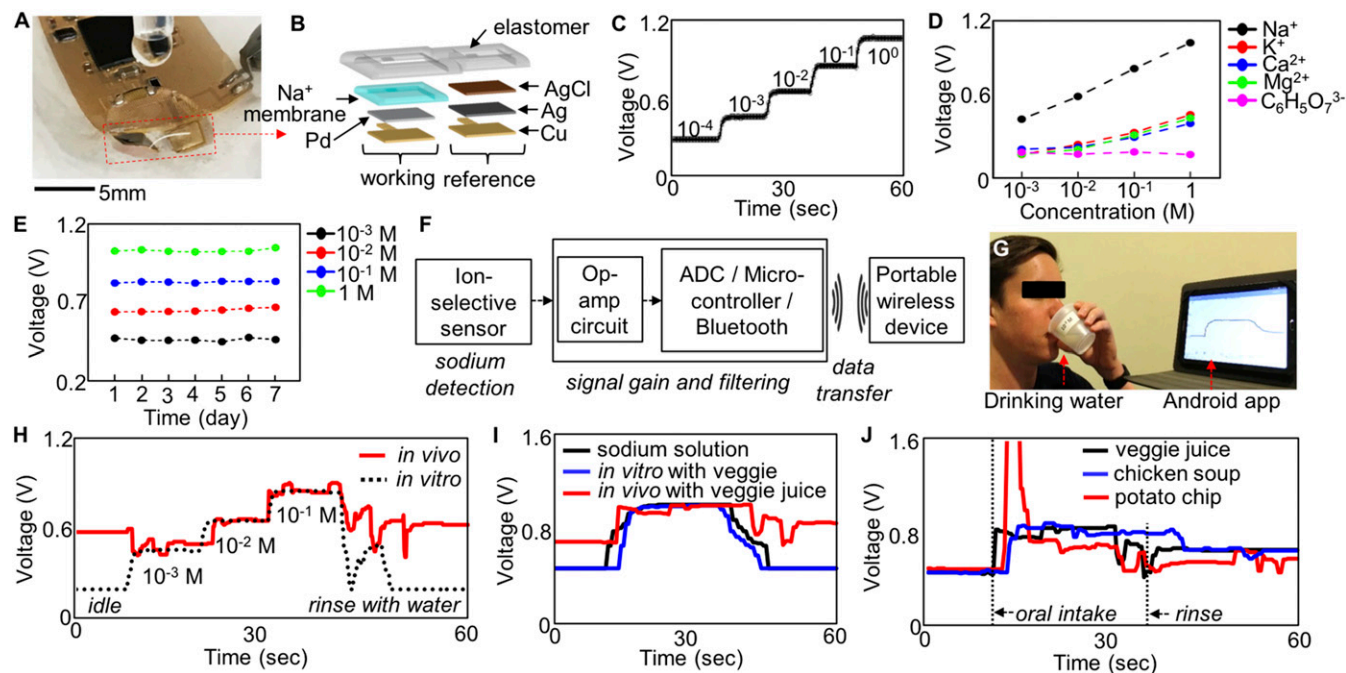 A
5mm
B
elastomer
Na⁺
membrane
Pd
AgCl
Ag
Cu
working
reference
C
Voltage (V)
1.2
0.6
0
10⁻⁴
10⁻³
10⁻²
10⁻¹
10⁰
0
30
60
Time (sec)
D
Voltage (V)
1.2
0.6
0
Na⁺
K⁺
Ca²⁺
Mg²⁺
C₆H₅O₇³⁻
10⁻³
10⁻²
10⁻¹
1
Concentration (M)
E
Voltage (V)
1.2
0.7
0.2
10⁻³ M
10⁻² M
10⁻¹ M
1 M
1 2 3 4 5 6 7
Time (day)
F
Ion-
selective
sensor
sodium
detection
Op-
amp
circuit
ADC / Micro-
controller /
Bluetooth
signal gain and filtering
data
transfer
Portable
wireless
device
G
Drinking water
Android app
H
Voltage (V)
1.2
0.6
0
in vivo
in vitro
10⁻³ M
10⁻² M
10⁻¹ M
idle
rinse with water
0
30
60
Time (sec)
I
Voltage (V)
1.6
0.8
0
sodium solution
in vitro with veggie
in vivo with veggie juice
0
30
60
Time (sec)
J
Voltage (V)
1.6
0.8
0
veggie juice
chicken soup
potato chip
oral intake
rinse
0
30
60
Time (sec)